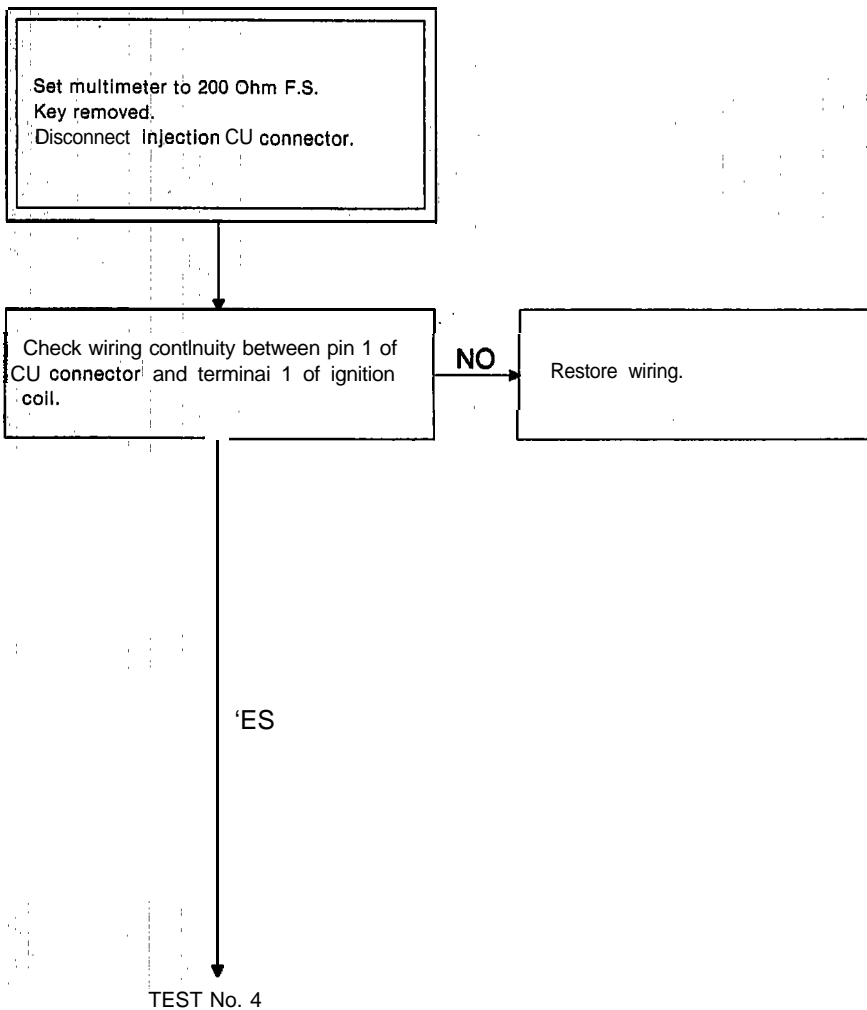 Set multimeter to 200 Ohm F.S.
Key removed.
Disconnect Injection CU connector.
Check wiring contlnuity between pin 1 of
CU connector and terminai 1 of ignition
coil.
NO
Restore wiring.
‘ES
TEST No. 4